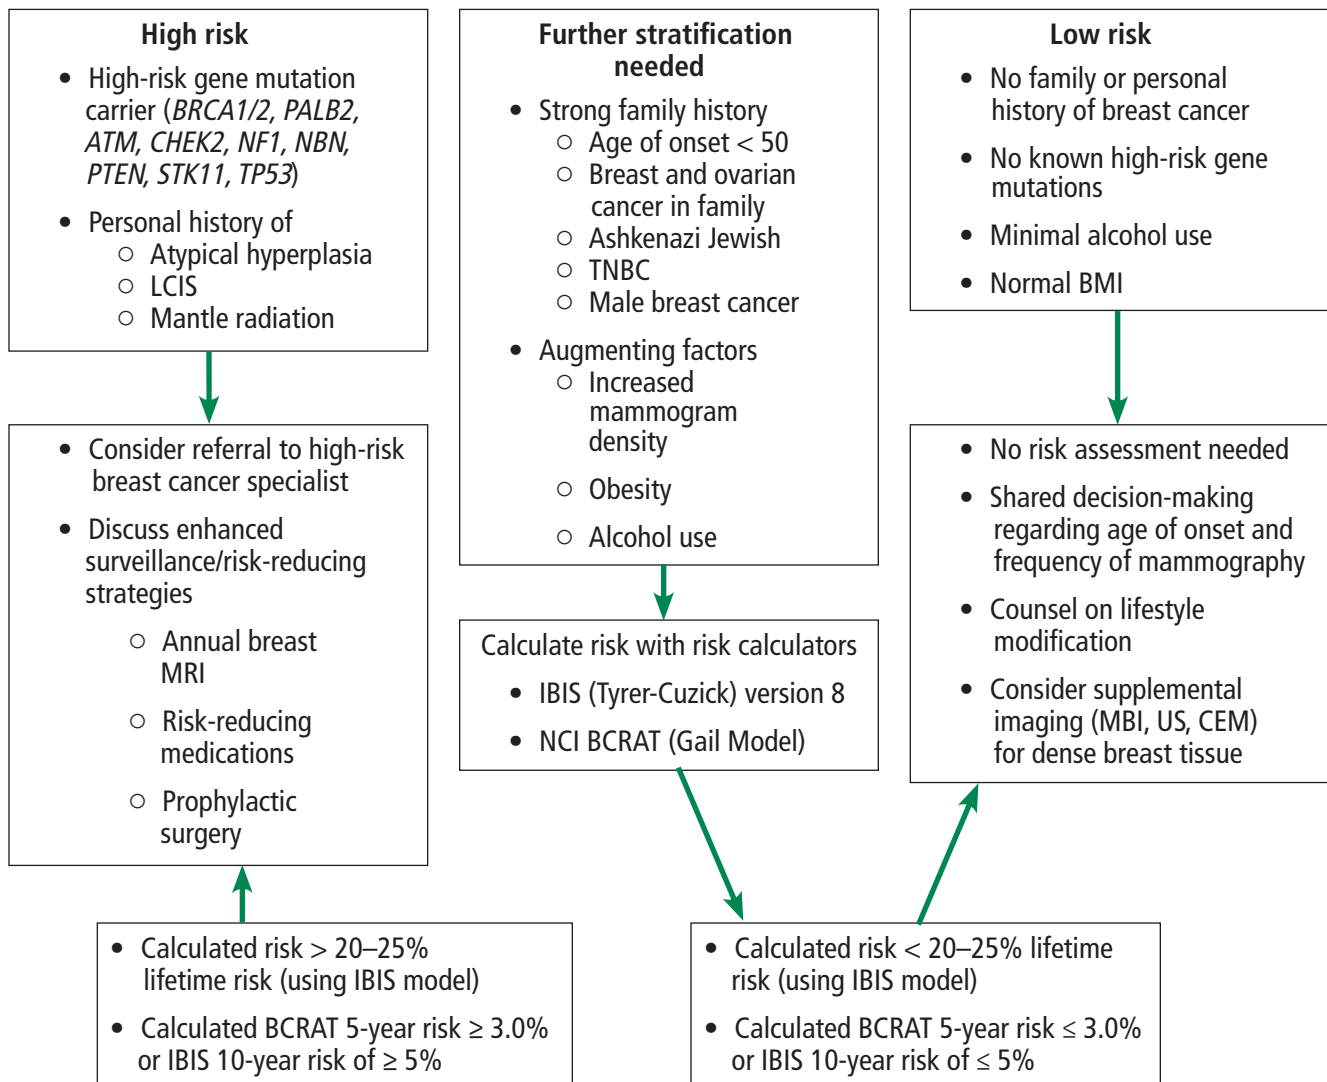 High risk
• High-risk gene mutation
carrier (BRCA1/2, PALB2,
ATM, CHEK2, NF1, NBN,
PTEN, STK11, TP53)
• Personal history of
○ Atypical hyperplasia
○ LCIS
○ Mantle radiation
• Consider referral to high-risk
breast cancer specialist
• Discuss enhanced
surveillance/risk-reducing
strategies
○ Annual breast
MRI
○ Risk-reducing
medications
○ Prophylactic
surgery
• Calculated risk > 20–25%
lifetime risk (using IBIS model)
• Calculated BCRAT 5-year risk ≥ 3.0%
or IBIS 10-year risk of ≥ 5%
Further stratification
needed
• Strong family history
○ Age of onset < 50
○ Breast and ovarian
cancer in family
○ Ashkenazi Jewish
○ TNBC
○ Male breast cancer
• Augmenting factors
○ Increased
mammogram
density
○ Obesity
○ Alcohol use
Calculate risk with risk calculators
• IBIS (Tyrer-Cuzick) version 8
• NCI BCRAT (Gail Model)
• Calculated risk < 20–25% lifetime
risk (using IBIS model)
• Calculated BCRAT 5-year risk ≤ 3.0%
or IBIS 10-year risk of ≤ 5%
Low risk
• No family or personal
history of breast cancer
• No known high-risk gene
mutations
• Minimal alcohol use
• Normal BMI
• No risk assessment needed
• Shared decision-making
regarding age of onset and
frequency of mammography
• Counsel on lifestyle
modification
• Consider supplemental
imaging (MBI, US, CEM)
for dense breast tissue